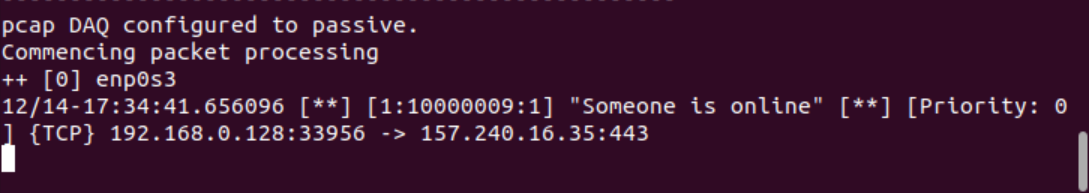 pcap DAQ configured to passive.
Commencing packet processing
++ [0] enp0s3
12/14-17:34:41.656096 [**] [1:10000009:1] "Someone is online" [**] [Priority: 0
] {TCP} 192.168.0.128:33956 -> 157.240.16.35:443